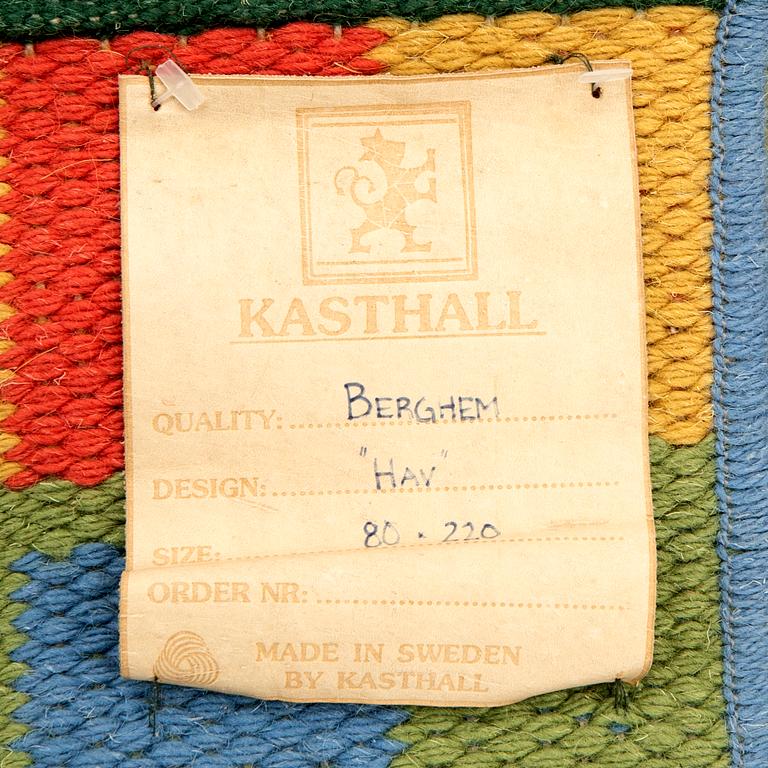 KASTHALL
QUALITY: BERGHEM
DESIGN: "HAV"
SIZE: 80 · 220
ORDER NR:
MADE IN SWEDEN
BY KASTHALL